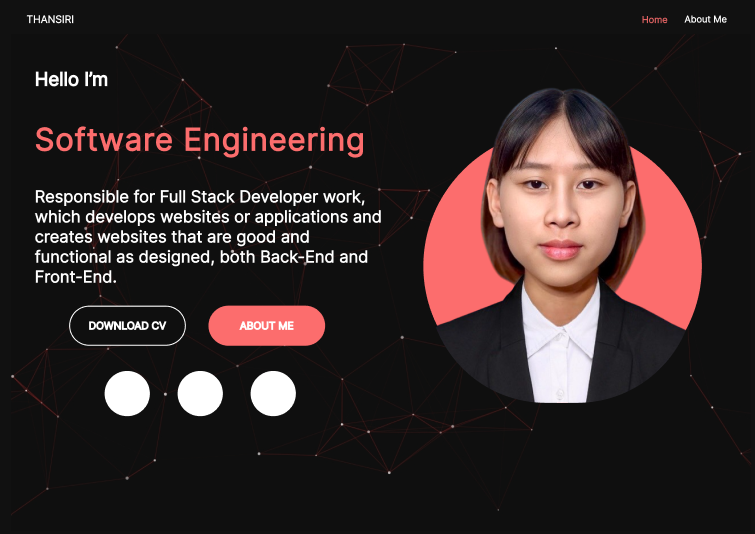 THANSIRI
Home
About Me
Hello I'm
Software Engineering
Responsible for Full Stack Developer work,
which develops websites or applications and
creates websites that are good and
functional as designed, both Back-End and
Front-End.
DOWNLOAD CV
ABOUT ME